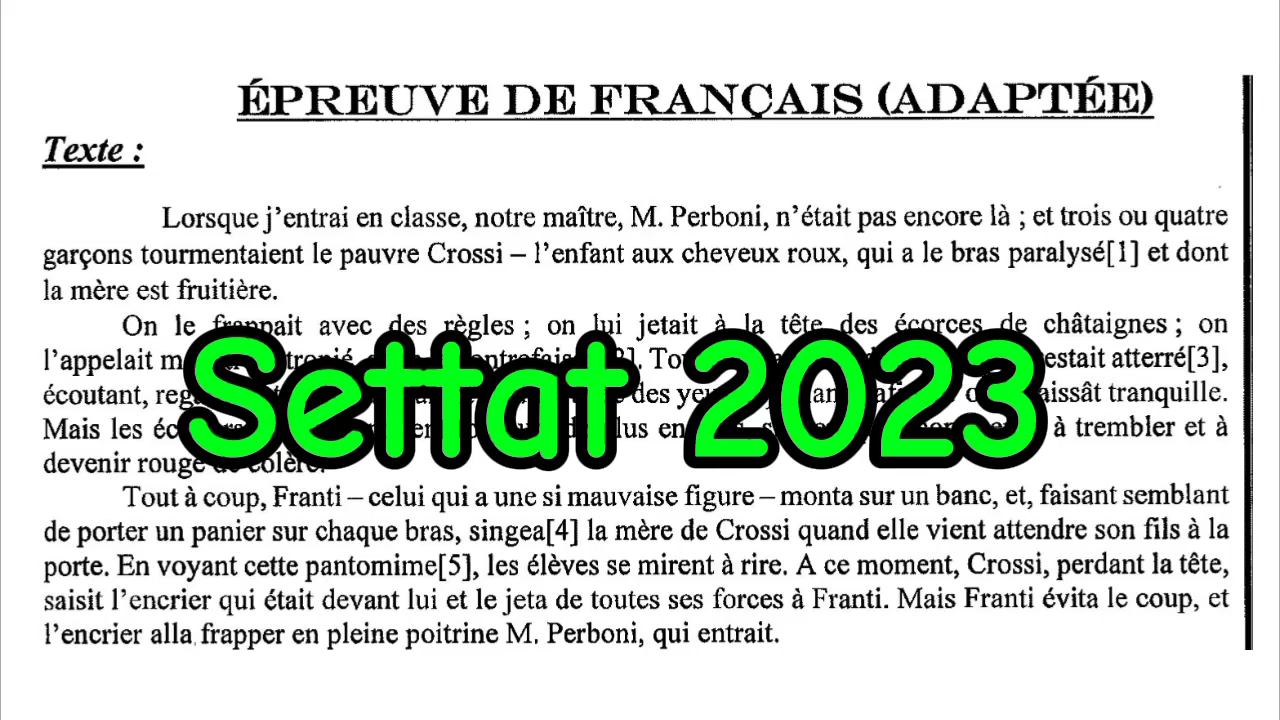 ÉPREUVE DE FRANÇAIS (ADAPTÉE)
Texte :
Lorsque j'entrai en classe, notre maître, M. Perboni, n'était pas encore là ; et trois ou quatre
garçons tourmentaient le pauvre Crossi – l'enfant aux cheveux roux, qui a le bras paralysé[1] et dont
la mère est fruitière.
On le frappait avec des règles ; on lui jetait à la tête des écorces de châtaignes ; on
l'appelait estait atterré[3],
écoutant, des aissât tranquille.
Mais les à trembler et à
devenir rouge de colère.
Settat 2023
Tout à coup, Franti – celui qui a une si mauvaise figure – monta sur un banc, et, faisant semblant
de porter un panier sur chaque bras, singea[4] la mère de Crossi quand elle vient attendre son fils à la
porte. En voyant cette pantomime[5], les élèves se mirent à rire. A ce moment, Crossi, perdant la tête,
saisit l'encrier qui était devant lui et le jeta de toutes ses forces à Franti. Mais Franti évita le coup, et
l'encrier alla frapper en pleine poitrine M. Perboni, qui entrait.